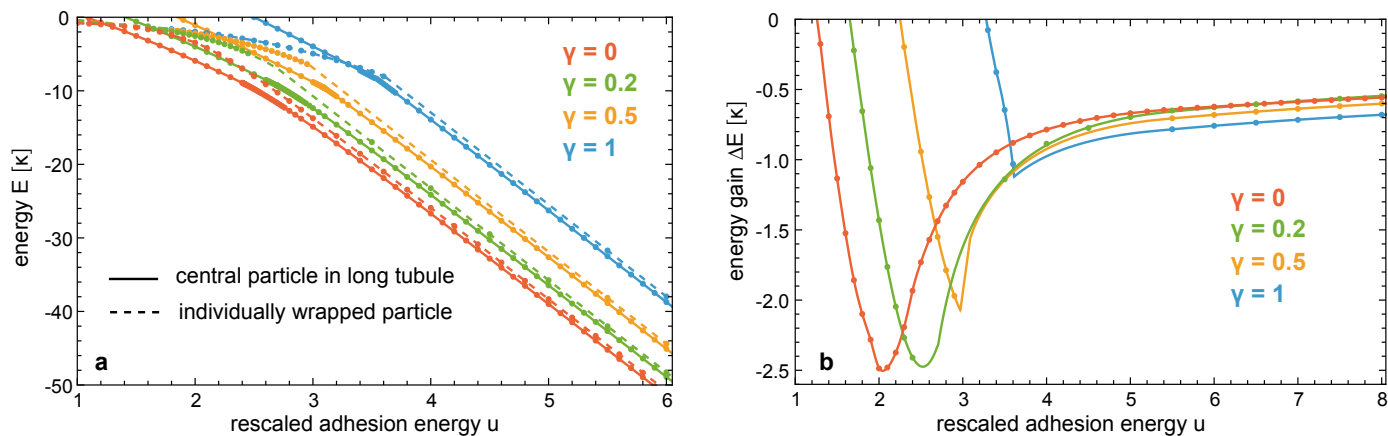 0
-10
-20
-30
-40
-50
energy E [κ]
γ = 0
γ = 0.2
γ = 0.5
γ = 1
central particle in long tubule
individually wrapped particle
a
1 2 3 4 5 6
rescaled adhesion energy u
0
-0.5
-1.0
-1.5
-2.0
-2.5
energy gain ΔE [κ]
γ = 0
γ = 0.2
γ = 0.5
γ = 1
b
1 2 3 4 5 6 7 8
rescaled adhesion energy u